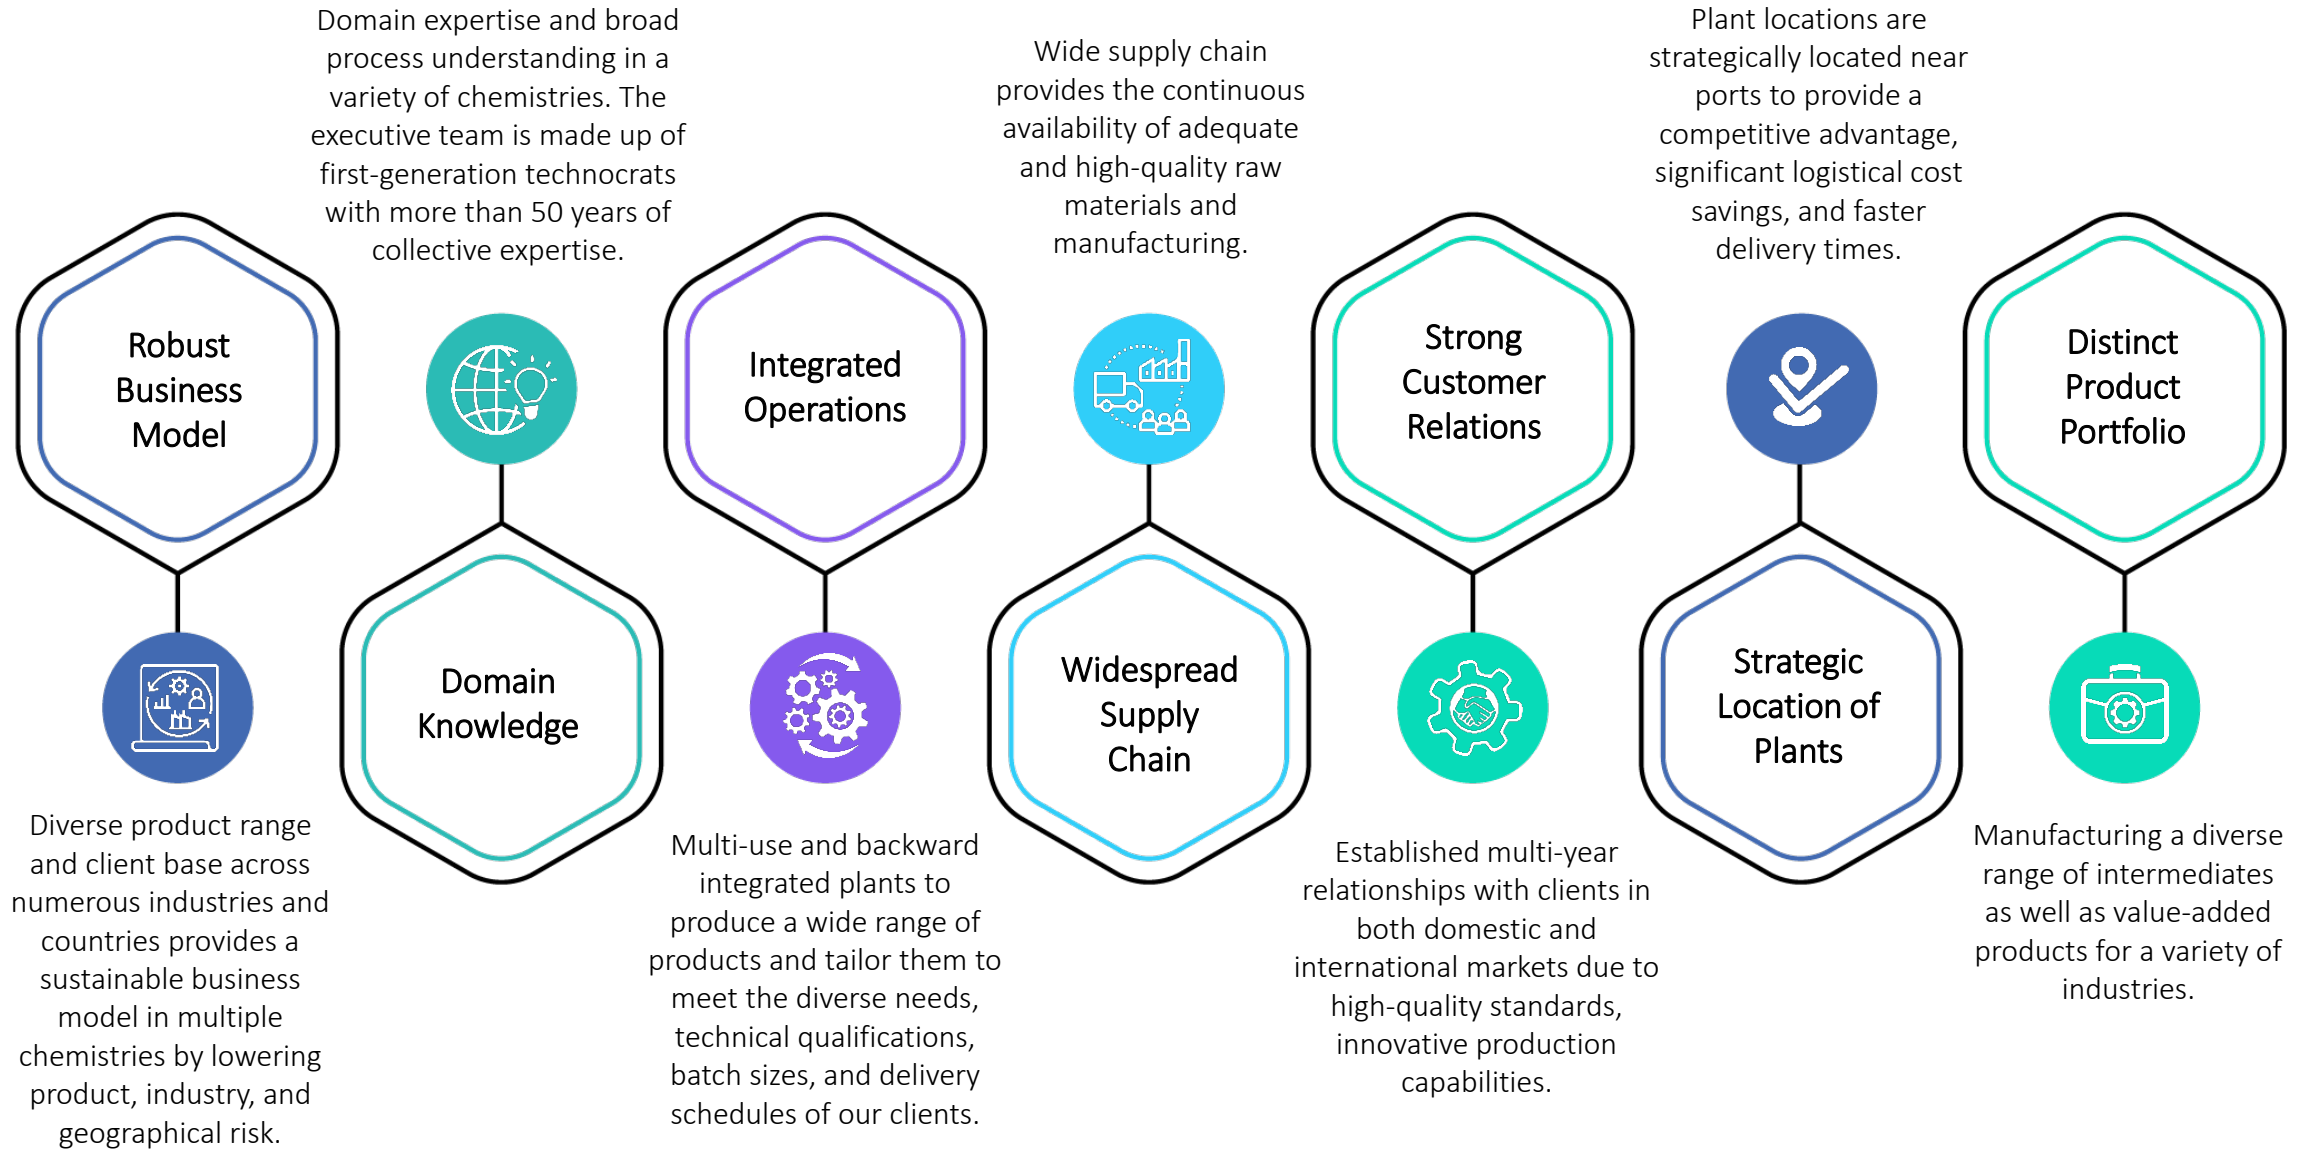 Robust
Business
Model
Diverse product range
and client base across
numerous industries and
countries provides a
sustainable business
model in multiple
chemistries by lowering
product, industry, and
geographical risk.
Domain expertise and broad
process understanding in a
variety of chemistries. The
executive team is made up of
first-generation technocrats
with more than 50 years of
collective expertise.
Domain
Knowledge
Integrated
Operations
Multi-use and backward
integrated plants to
produce a wide range of
products and tailor them to
meet the diverse needs,
technical qualifications,
batch sizes, and delivery
schedules of our clients.
Wide supply chain
provides the continuous
availability of adequate
and high-quality raw
materials and
manufacturing.
Widespread
Supply
Chain
Strong
Customer
Relations
Established multi-year
relationships with clients in
both domestic and
international markets due to
high-quality standards,
innovative production
capabilities.
Plant locations are
strategically located near
ports to provide a
competitive advantage,
significant logistical cost
savings, and faster
delivery times.
Strategic
Location of
Plants
Distinct
Product
Portfolio
Manufacturing a diverse
range of intermediates
as well as value-added
products for a variety of
industries.